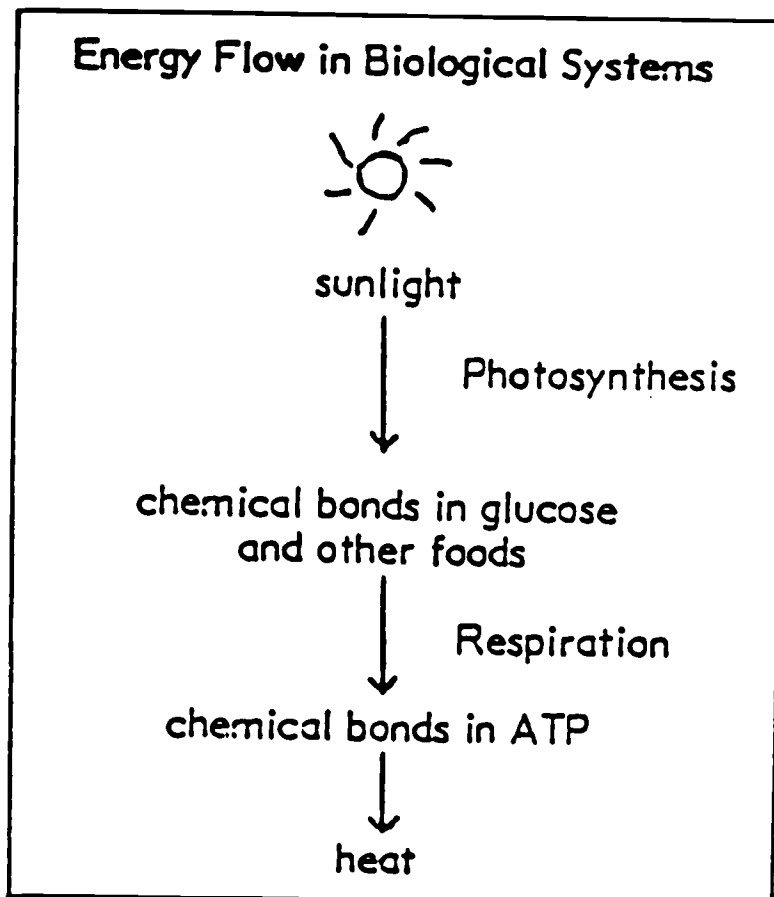 Energy Flow in Biological Systems
sunlight
Photosynthesis
chemical bonds in glucose
and other foods
Respiration
chemical bonds in ATP
heat